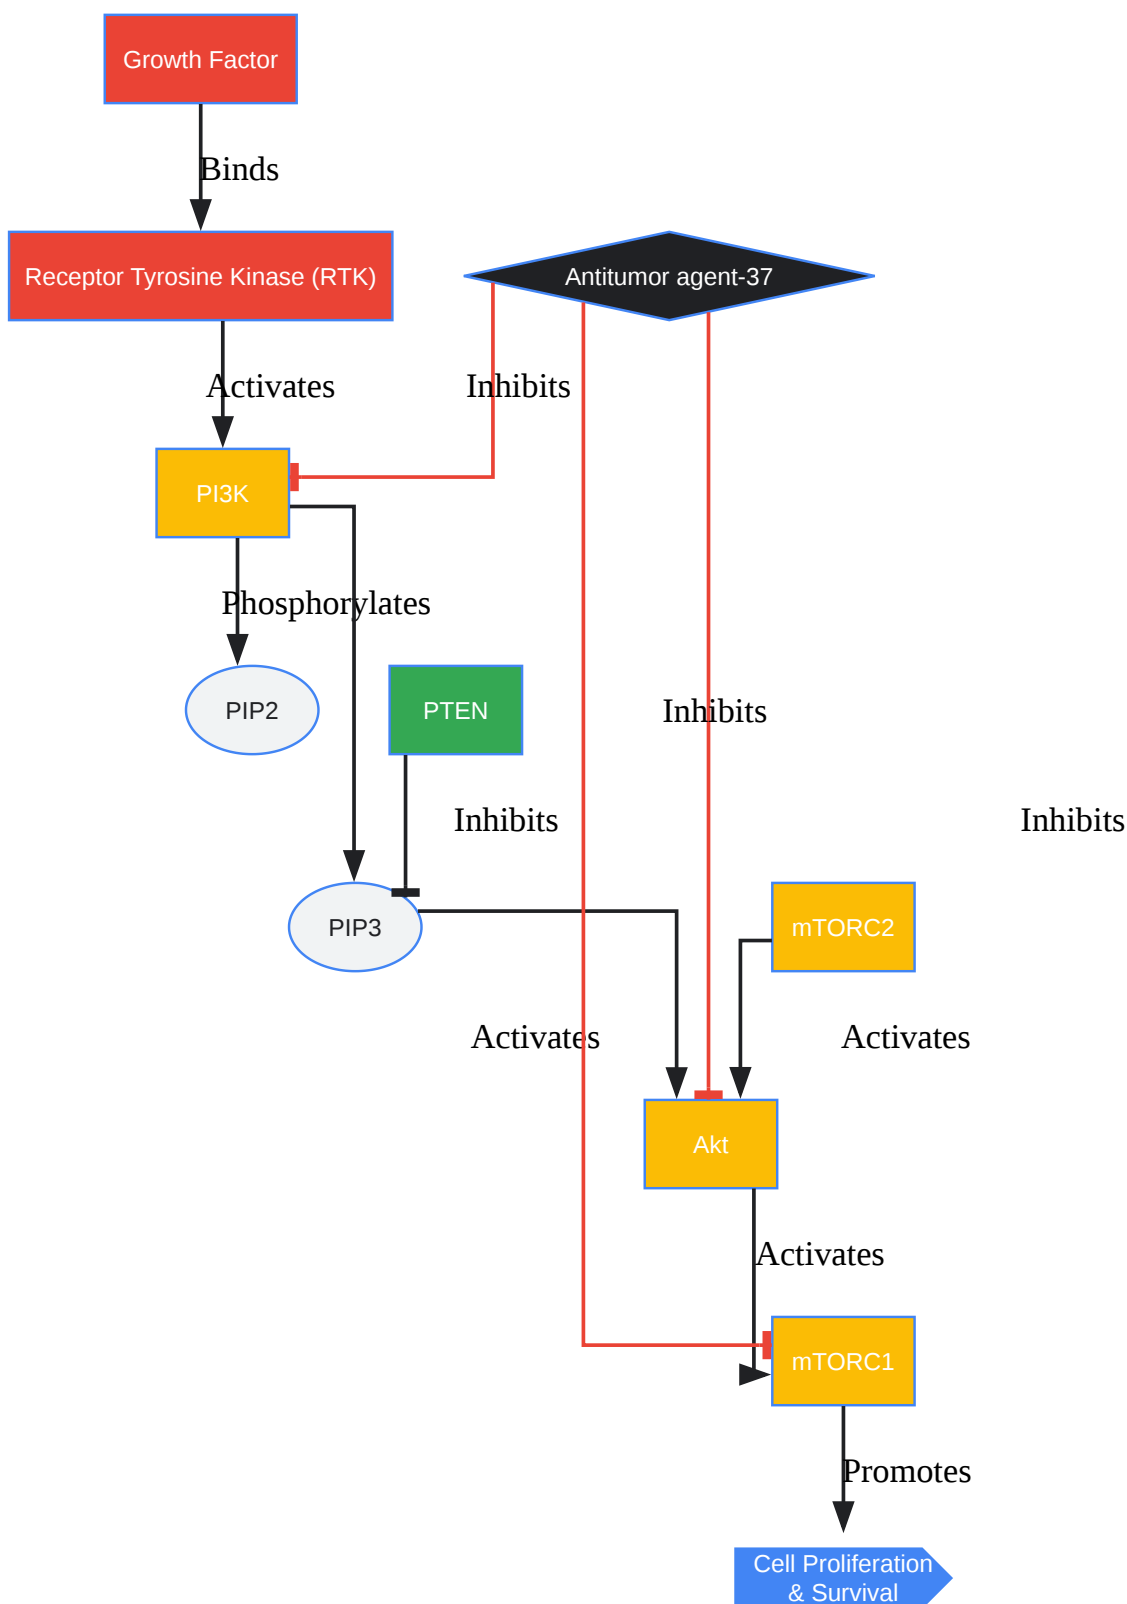 Growth Factor
Binds
Receptor Tyrosine Kinase (RTK)
Antitumor agent-37
Activates
Inhibits
PI3K
Phosphorylates
PIP2
PTEN
Inhibits
Inhibits
Inhibits
PIP3
mTORC2
Activates
Activates
Akt
Activates
mTORC1
Promotes
Cell Proliferation
& Survival